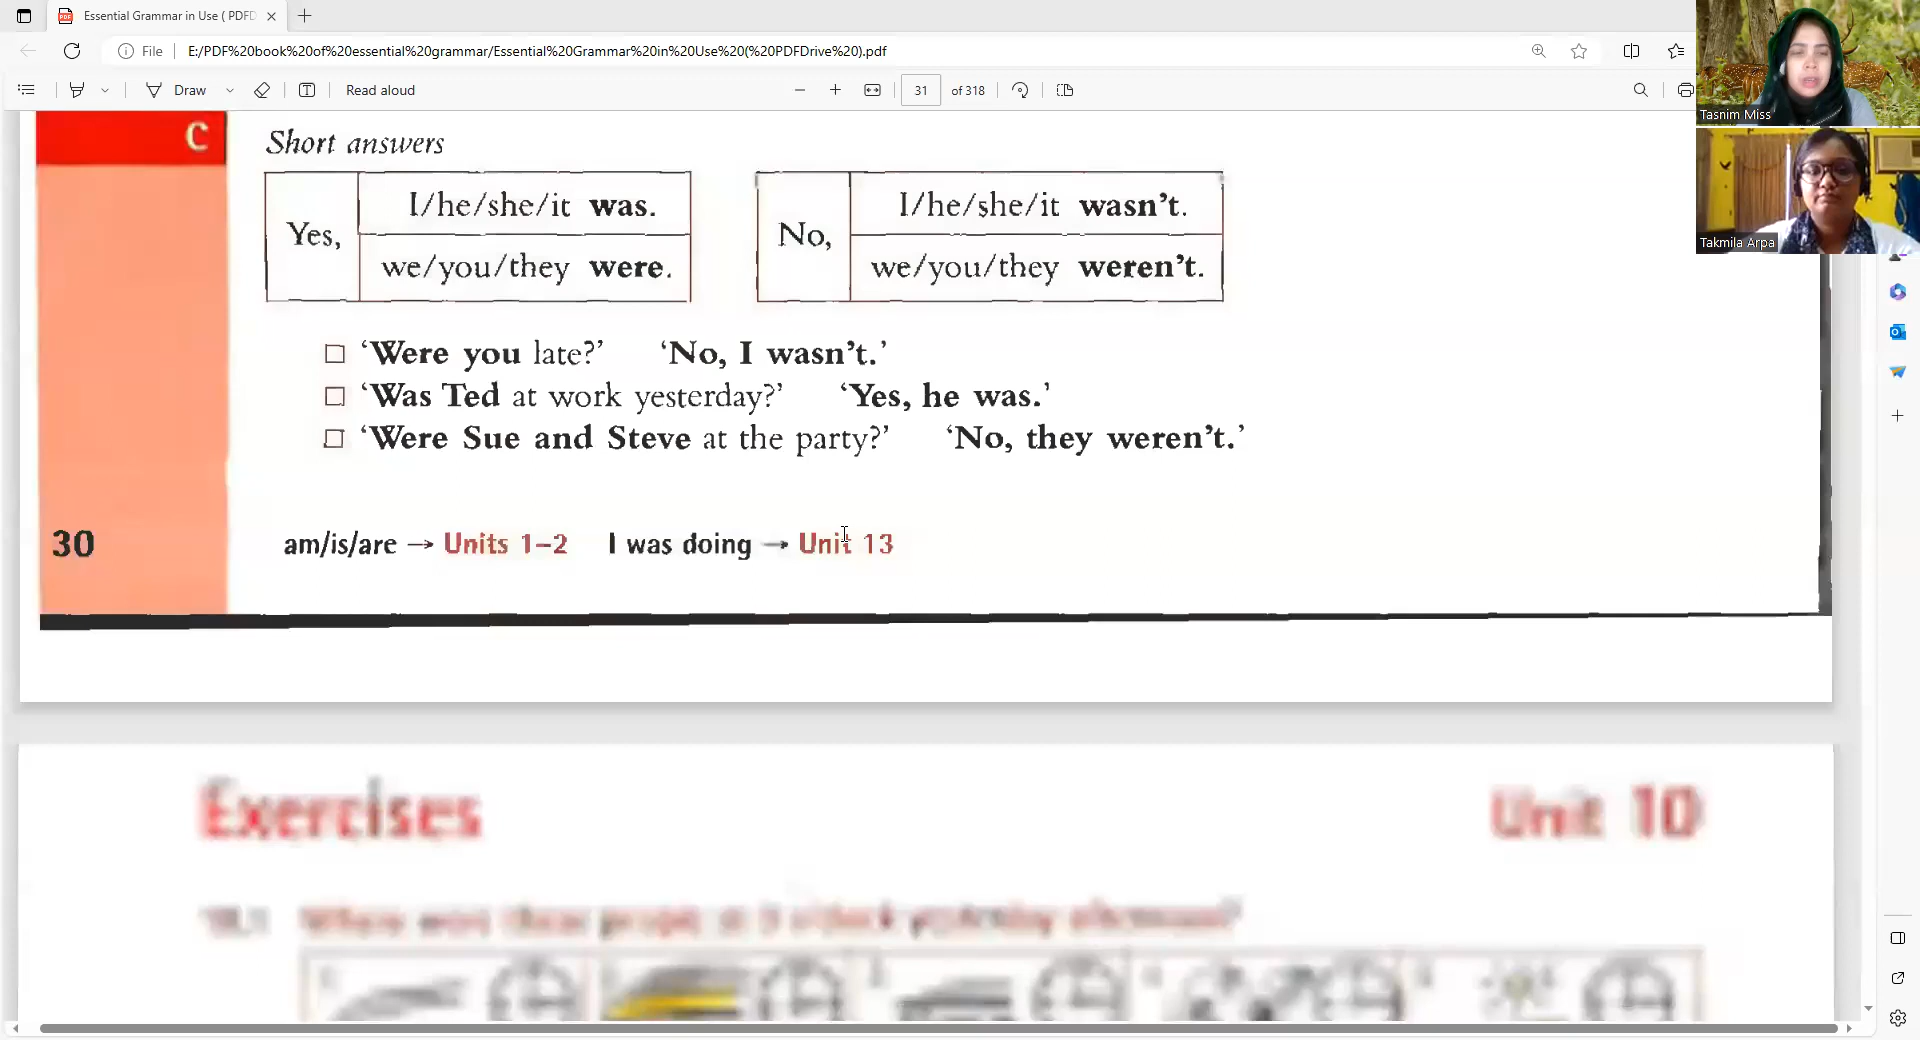 Essential Grammar in Use ( PDFD
File E:/PDF%20book%20of%20essential%20grammar/Essential%20Grammar%20in%20Use%20(%20PDFDrive%20).pdf
Draw Read aloud 31 of 318
Tasnim Miss
Takmila Arpa
C Short answers
Yes, I/he/she/it was.
we/you/they were.
No, I/he/she/it wasn't.
we/you/they weren't.
‘Were you late?’ ‘No, I wasn’t.’
‘Was Ted at work yesterday?’ ‘Yes, he was.’
‘Were Sue and Steve at the party?’ ‘No, they weren’t.’
30 am/is/are → Units 1–2 I was doing → Unit 13
Exercises Unit 10